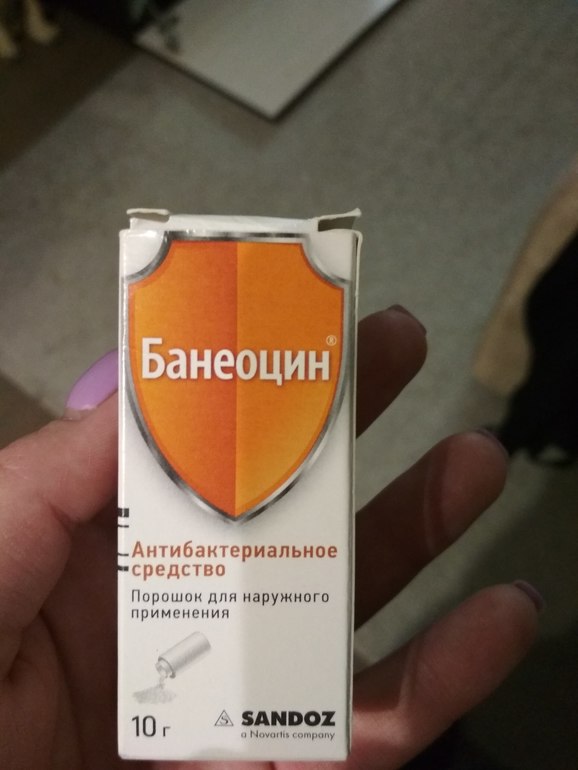 Банеоцин®
Антибактериальное
средство
Порошок для наружного
применения
10 г
S SANDOZ
a Novartis company